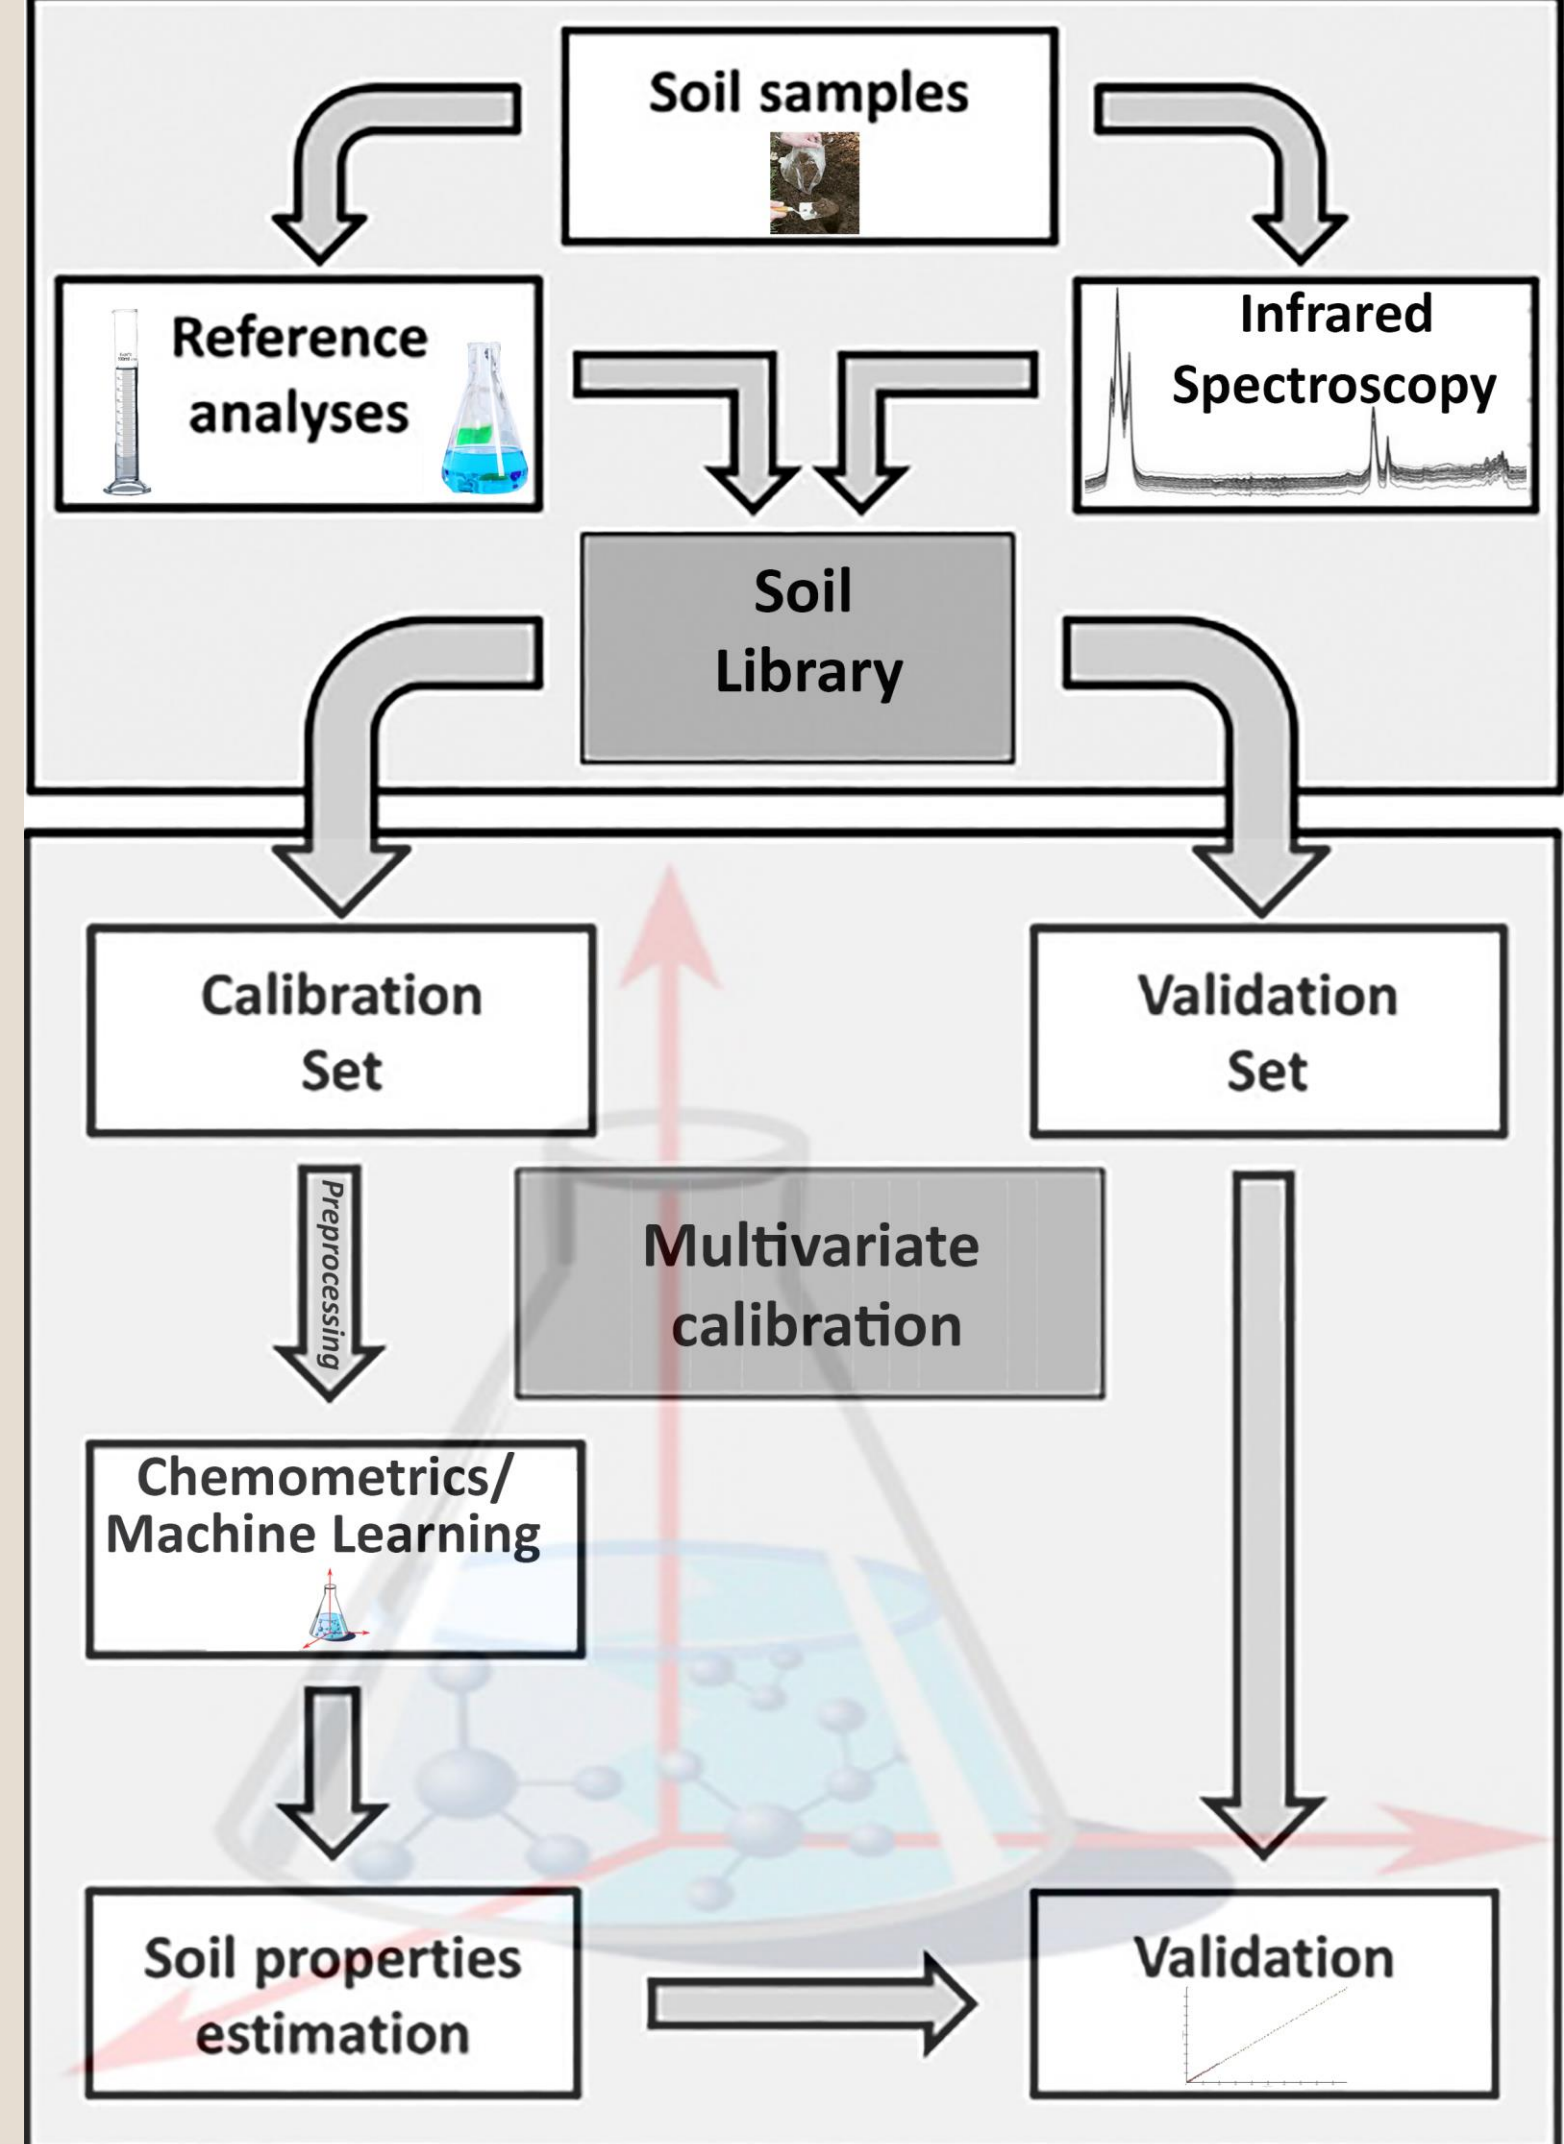 Soil samples
Reference
analyses
Infrared
Spectroscopy
Soil
Library
Calibration
Set
Validation
Set
Preprocessing
Multivariate
calibration
Chemometrics/
Machine Learning
Soil properties
estimation
Validation